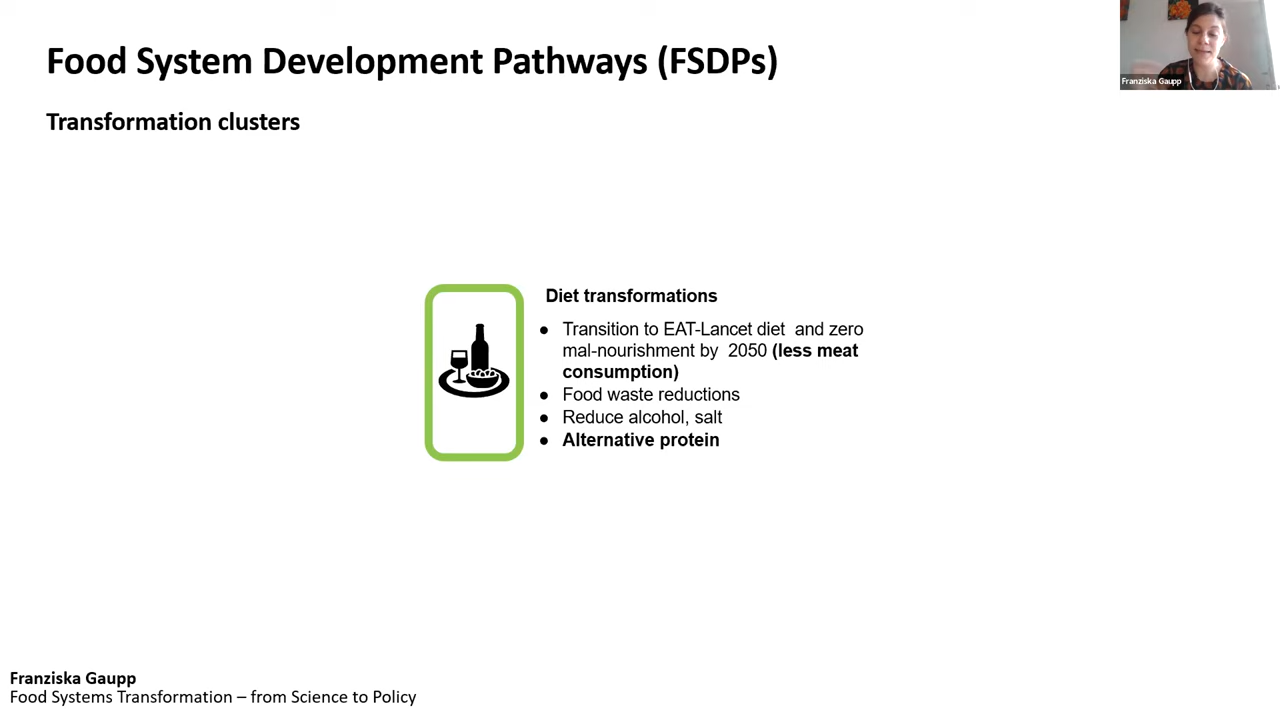 Food System Development Pathways (FSDPs)
Franziska Gaupp
Transformation clusters
Diet transformations
● Transition to EAT-Lancet diet and zero
mal-nourishment by 2050 (less meat
consumption)
● Food waste reductions
● Reduce alcohol, salt
● Alternative protein
Franziska Gaupp
Food Systems Transformation – from Science to Policy